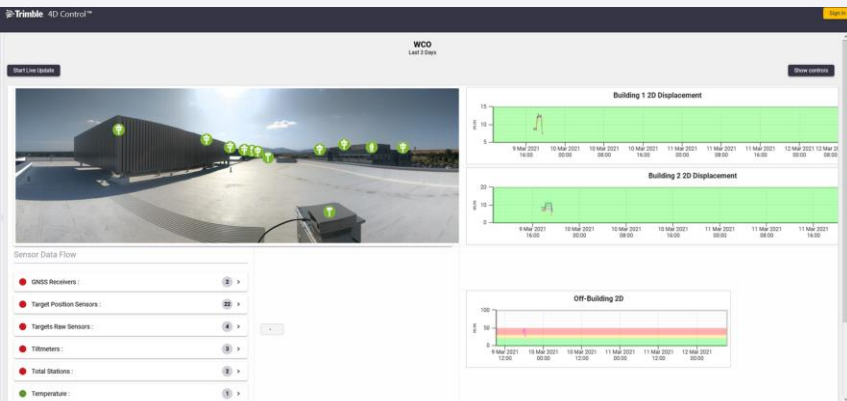 Trimble 4D Control™
Sign in
WCO
Last 2 Days
Start Live Update
Show controls
Building 1 2D Displacement
15
10
5
9 Mar 2021 16:00
10 Mar 2021 00:00
10 Mar 2021 08:00
10 Mar 2021 16:00
11 Mar 2021 00:00
11 Mar 2021 08:00
11 Mar 2021 16:00
12 Mar 2021 00:00
08:00
Building 2 2D Displacement
20
10
0
9 Mar 2021 16:00
10 Mar 2021 00:00
10 Mar 2021 08:00
10 Mar 2021 16:00
11 Mar 2021 00:00
11 Mar 2021 08:00
11 Mar 2021 16:00
Sensor Data Flow
GNSS Receivers : 2
Target Position Sensors : 22
Targets Raw Sensors : 4
Tiltmeters : 3
Total Stations : 2
Temperature : 1
Off-Building 2D
100
50
0
9 Mar 2021 12:00
10 Mar 2021 00:00
10 Mar 2021 12:00
11 Mar 2021 00:00
11 Mar 2021 12:00
12 Mar 2021 00:00